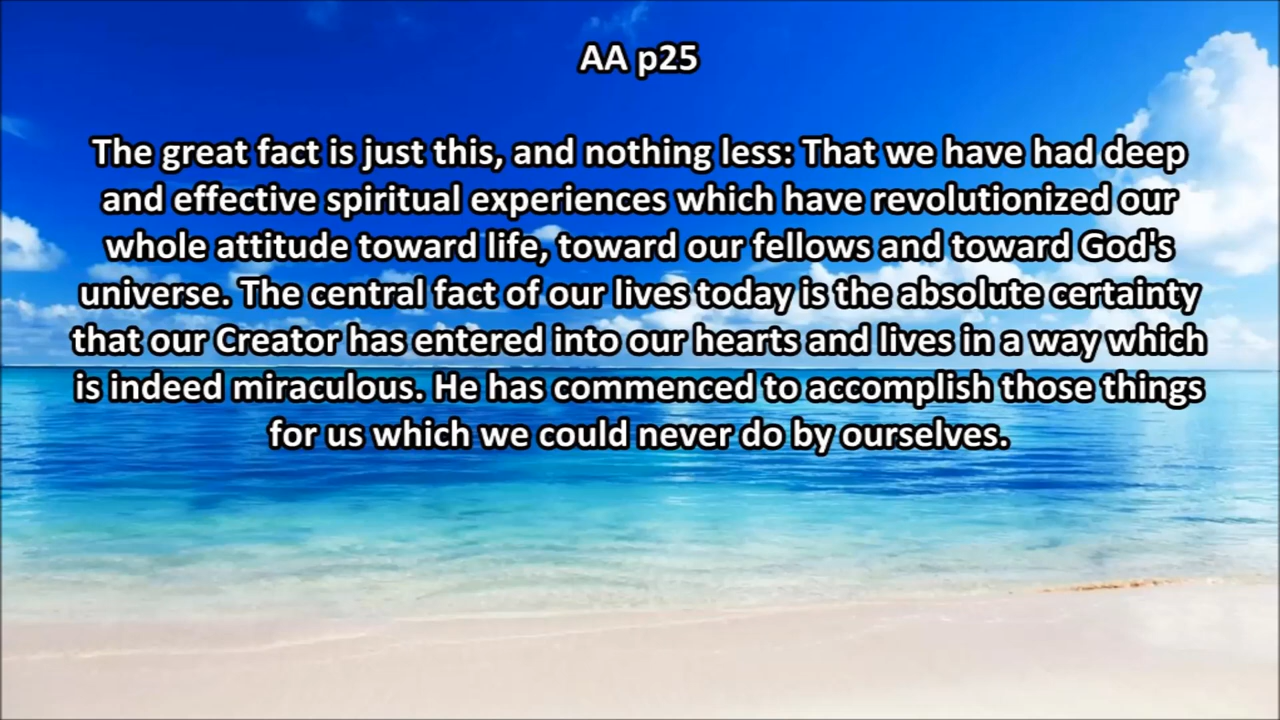 AA p25
The great fact is just this, and nothing less: That we have had deep
and effective spiritual experiences which have revolutionized our
whole attitude toward life, toward our fellows and toward God's
universe. The central fact of our lives today is the absolute certainty
that our Creator has entered into our hearts and lives in a way which
is indeed miraculous. He has commenced to accomplish those things
for us which we could never do by ourselves.